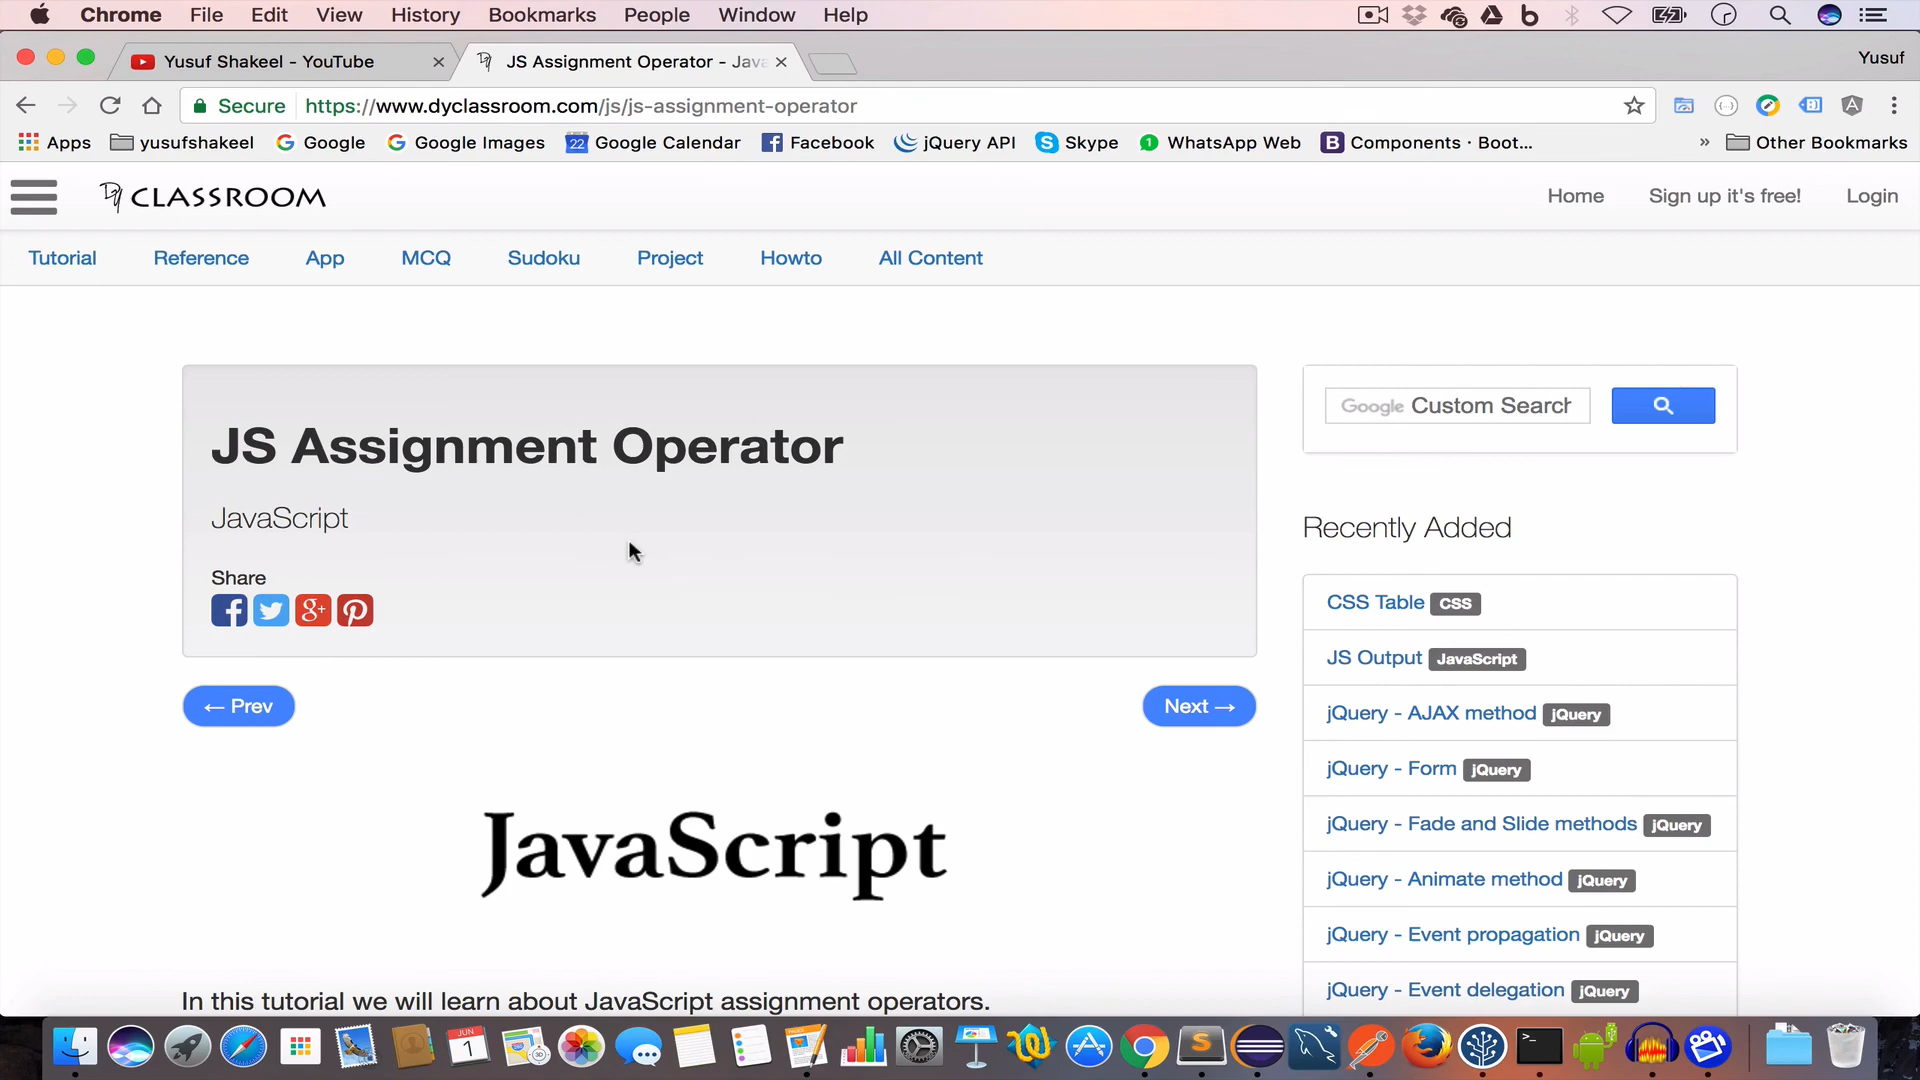 Chrome File Edit View History Bookmarks People Window Help
Yusuf Shakeel - YouTube
JS Assignment Operator - Java
Yusuf
Secure https://www.dyclassroom.com/js/js-assignment-operator
Apps yusufshakeel Google Google Images 22 Google Calendar Facebook jQuery API Skype 1 WhatsApp Web B Components · Boot... » Other Bookmarks
CLASSROOM
Home Sign up it's free! Login
Tutorial Reference App MCQ Sudoku Project Howto All Content
JS Assignment Operator
JavaScript
Share
← Prev
Next →
JavaScript
In this tutorial we will learn about JavaScript assignment operators.
Google Custom Search
Recently Added
CSS Table CSS
JS Output JavaScript
jQuery - AJAX method jQuery
jQuery - Form jQuery
jQuery - Fade and Slide methods jQuery
jQuery - Animate method jQuery
jQuery - Event propagation jQuery
jQuery - Event delegation jQuery
JUN
1